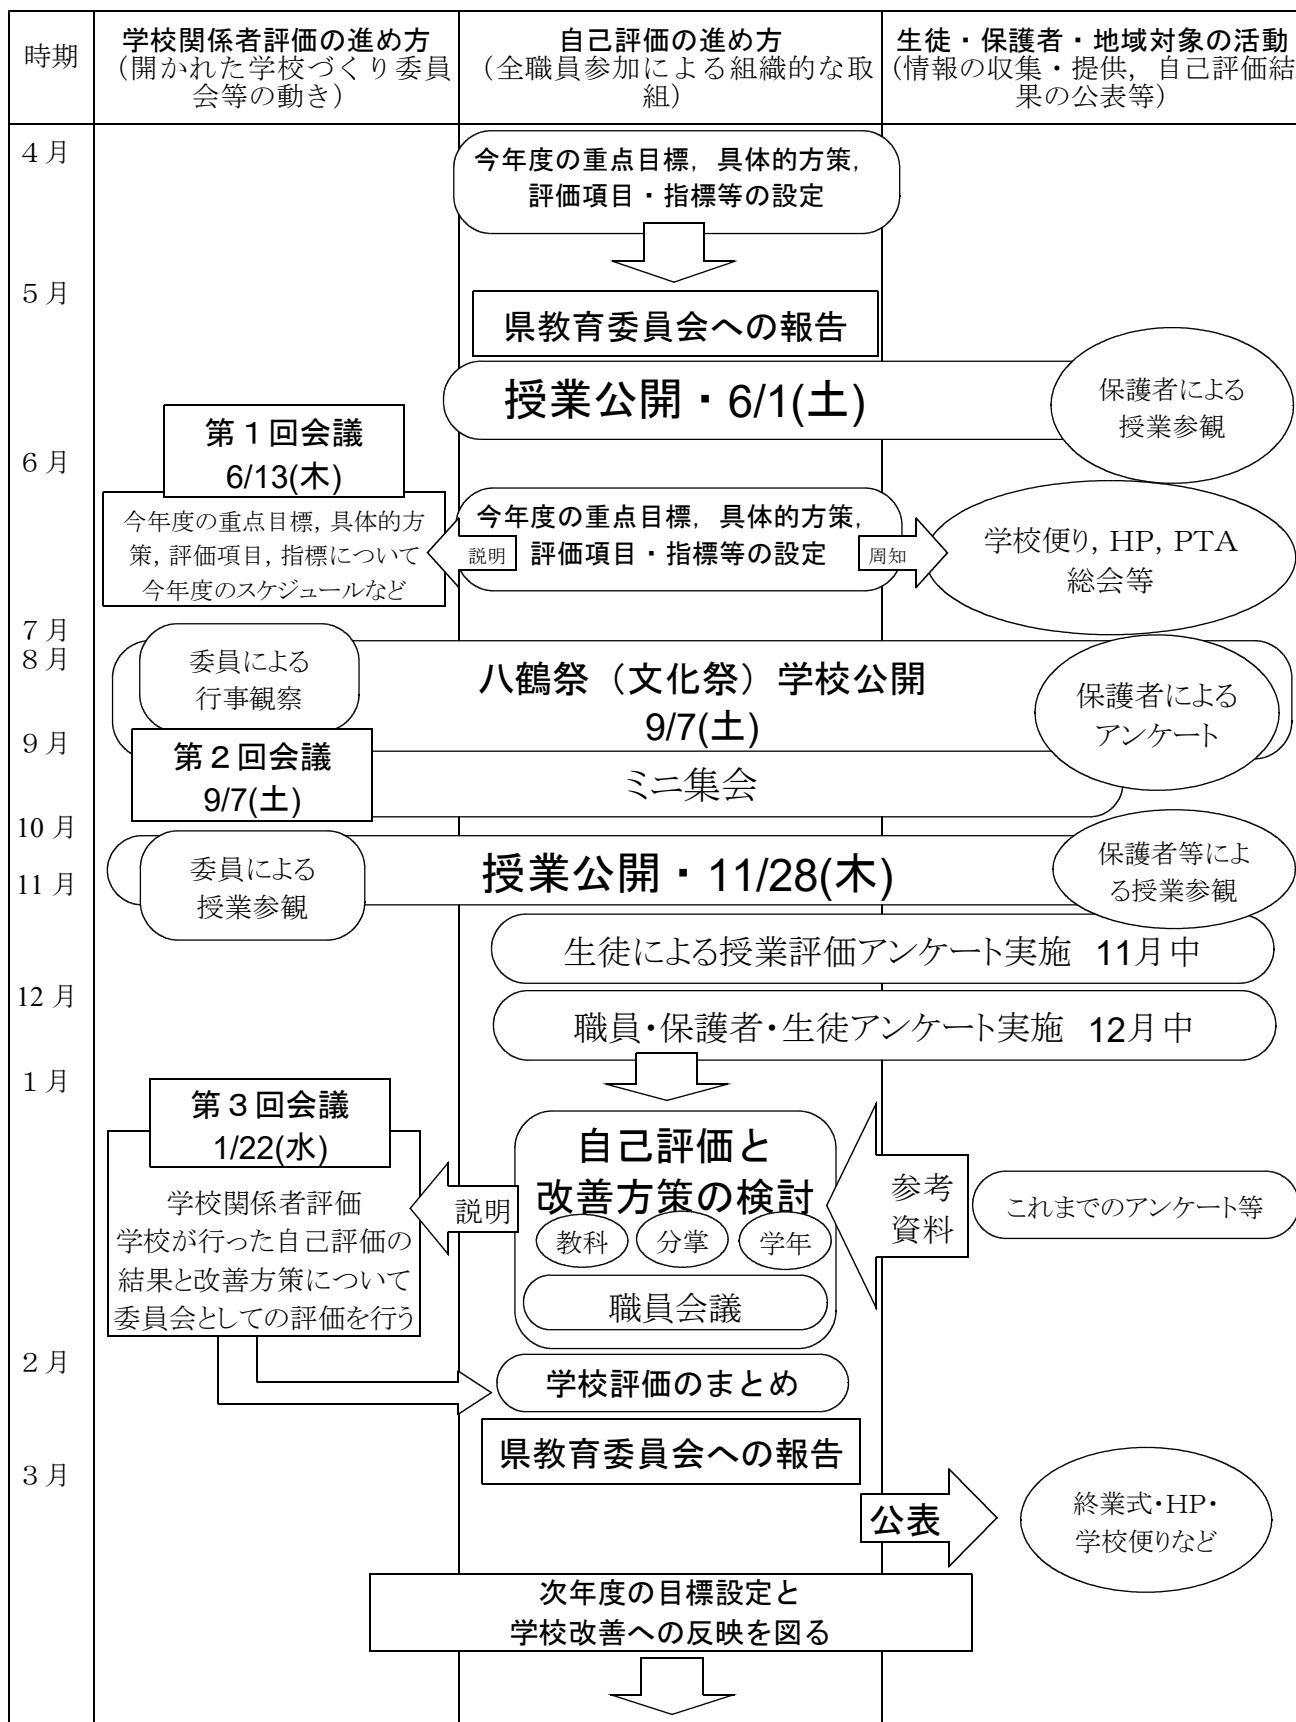 時期
学校関係者評価の進め方
(開かれた学校づくり委員
会等の動き)
自己評価の進め方
(全職員参加による組織的な取
組)
生徒・保護者・地域対象の活動
(情報の収集・提供,自己評価結
果の公表等)
4月
今年度の重点目標,具体的方策,
評価項目・指標等の設定
5月
県教育委員会への報告
授業公開・6/1(土)
保護者による
授業参観
第1回会議
6/13(木)
6月
今年度の重点目標,具体的方
策,評価項目,指標について
今年度のスケジュールなど
説明
今年度の重点目標,具体的方策,
評価項目・指標等の設定
周知
学校便り,HP,PTA
総会等
7月
8月
委員による
行事観察
八鶴祭(文化祭)学校公開
9/7(土)
保護者による
アンケート
9月
第2回会議
9/7(土)
ミニ集会
10月
11月
委員による
授業参観
授業公開・11/28(木)
保護者等によ
る授業参観
生徒による授業評価アンケート実施 11月中
12月
職員・保護者・生徒アンケート実施 12月中
1月
第3回会議
1/22(水)
学校関係者評価
学校が行った自己評価の
結果と改善方策について
委員会としての評価を行う
説明
自己評価と
改善方策の検討
教科
分掌
学年
職員会議
参考
資料
これまでのアンケート等
2月
学校評価のまとめ
県教育委員会への報告
3月
公表
終業式・HP・
学校便りなど
次年度の目標設定と
学校改善への反映を図る